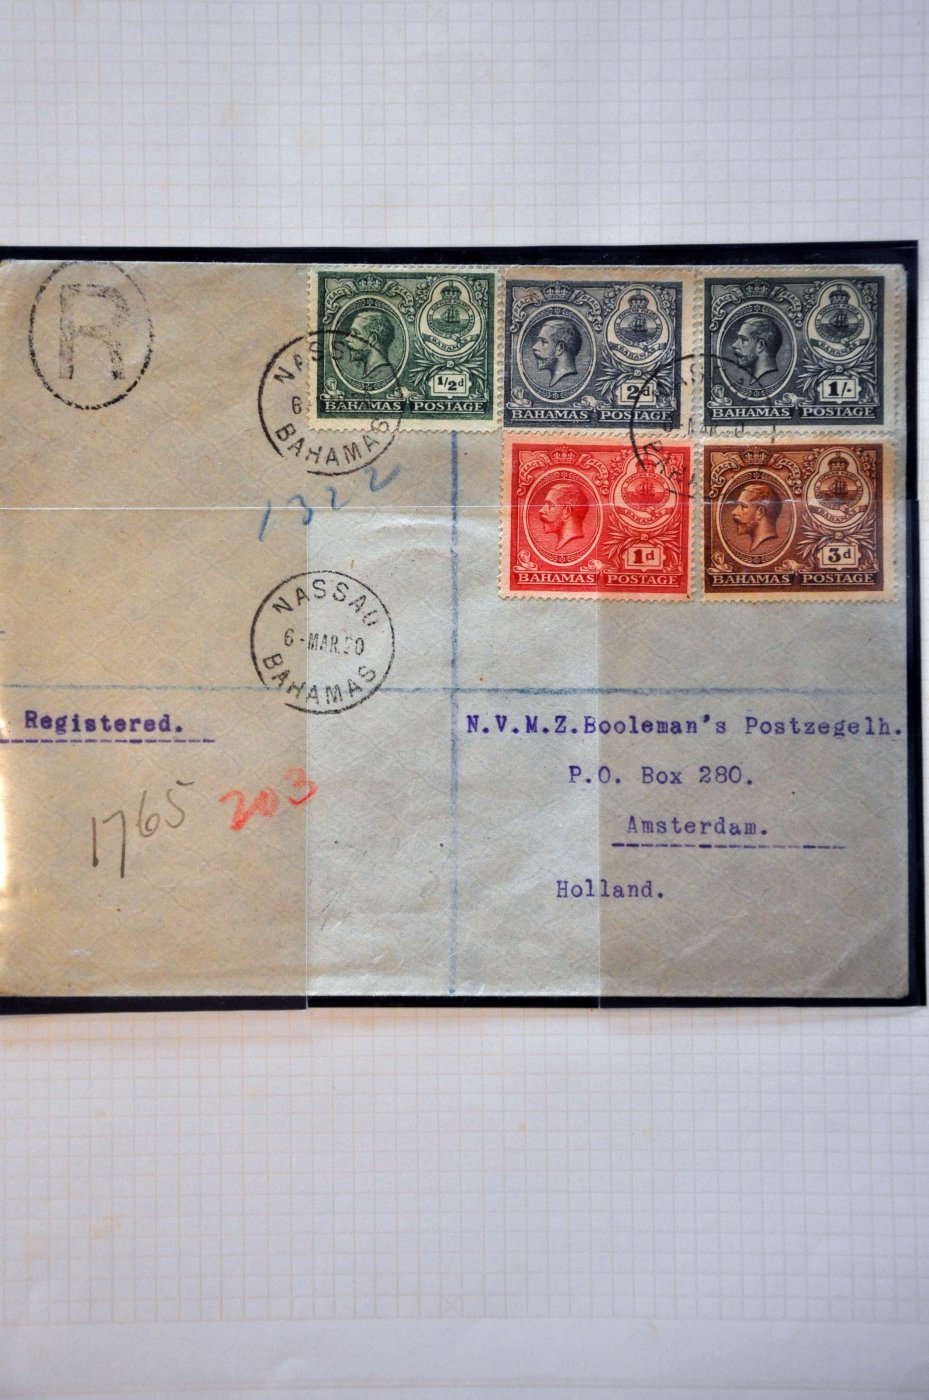 R
1/2d
BAHAMAS POSTAGE
2d
BAHAMAS POSTAGE
1/-
BAHAMAS POSTAGE
NASSAU
6
BAHAMAS
1d
BAHAMAS POSTAGE
3d
BAHAMAS POSTAGE
1322
NASSAU
6-MAR.20
BAHAMAS
Registered.
1765
203
N.V.M.Z.Booleman's Postzegelh.
P.O. Box 280.
Amsterdam.
Holland.